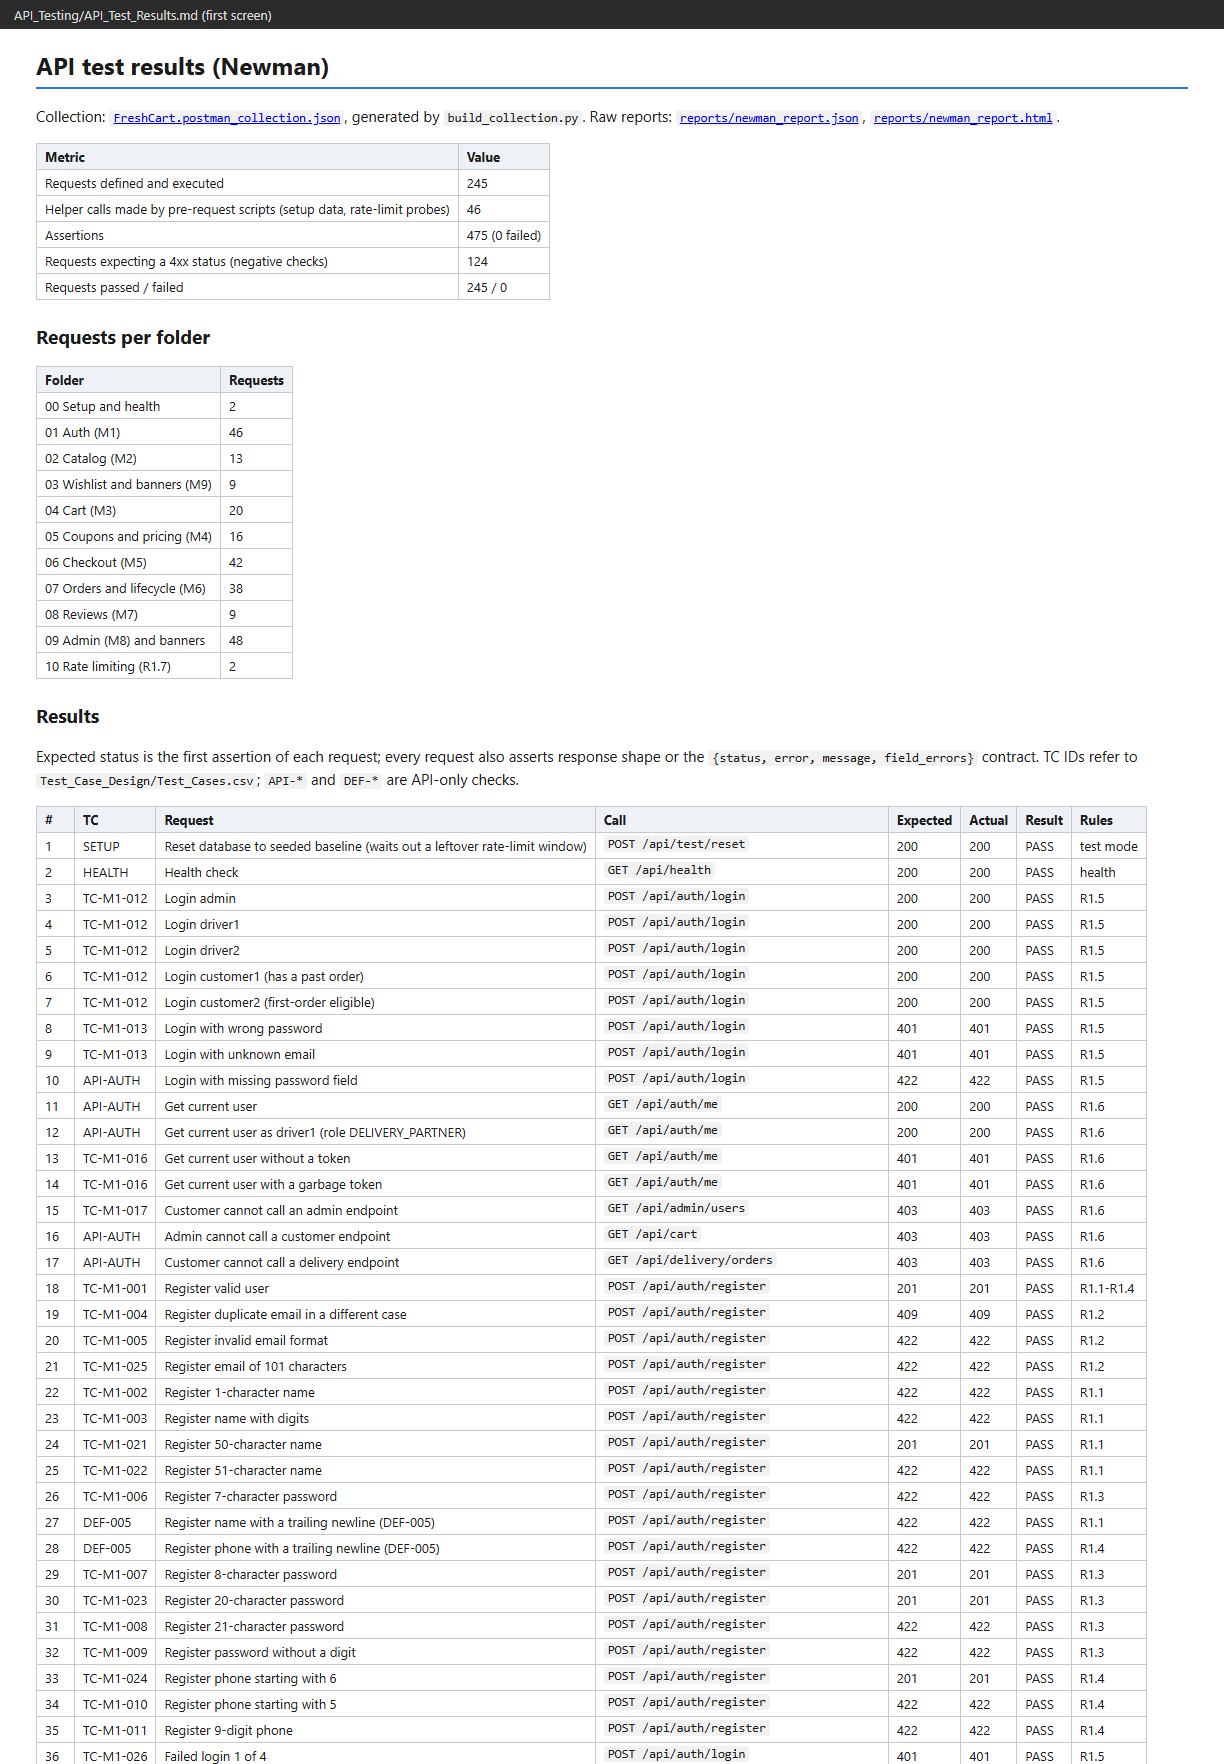 API_Testing/API_Test_Results.md (first screen)
API test results (Newman)
Collection: FreshCart.postman_collection.json, generated by build_collection.py. Raw reports: reports/newman_report.json, reports/newman_report.html.
Metric Value
Requests defined and executed 245
Helper calls made by pre-request scripts (setup data, rate-limit probes) 46
Assertions 475 (0 failed)
Requests expecting a 4xx status (negative checks) 124
Requests passed / failed 245 / 0
Requests per folder
Folder Requests
00 Setup and health 2
01 Auth (M1) 46
02 Catalog (M2) 13
03 Wishlist and banners (M9) 9
04 Cart (M3) 20
05 Coupons and pricing (M4) 16
06 Checkout (M5) 42
07 Orders and lifecycle (M6) 38
08 Reviews (M7) 9
09 Admin (M8) and banners 48
10 Rate limiting (R1.7) 2
Results
Expected status is the first assertion of each request; every request also asserts response shape or the {status, error, message, field_errors} contract. TC IDs refer to
Test_Case_Design/Test_Cases.csv; API-* and DEF-* are API-only checks.
# TC Request Call Expected Actual Result Rules
1 SETUP Reset database to seeded baseline (waits out a leftover rate-limit window) POST /api/test/reset 200 200 PASS test mode
2 HEALTH Health check GET /api/health 200 200 PASS health
3 TC-M1-012 Login admin POST /api/auth/login 200 200 PASS R1.5
4 TC-M1-012 Login driver1 POST /api/auth/login 200 200 PASS R1.5
5 TC-M1-012 Login driver2 POST /api/auth/login 200 200 PASS R1.5
6 TC-M1-012 Login customer1 (has a past order) POST /api/auth/login 200 200 PASS R1.5
7 TC-M1-012 Login customer2 (first-order eligible) POST /api/auth/login 200 200 PASS R1.5
8 TC-M1-013 Login with wrong password POST /api/auth/login 401 401 PASS R1.5
9 TC-M1-013 Login with unknown email POST /api/auth/login 401 401 PASS R1.5
10 API-AUTH Login with missing password field POST /api/auth/login 422 422 PASS R1.5
11 API-AUTH Get current user GET /api/auth/me 200 200 PASS R1.6
12 API-AUTH Get current user as driver1 (role DELIVERY_PARTNER) GET /api/auth/me 200 200 PASS R1.6
13 TC-M1-016 Get current user without a token GET /api/auth/me 401 401 PASS R1.6
14 TC-M1-016 Get current user with a garbage token GET /api/auth/me 401 401 PASS R1.6
15 TC-M1-017 Customer cannot call an admin endpoint GET /api/admin/users 403 403 PASS R1.6
16 API-AUTH Admin cannot call a customer endpoint GET /api/cart 403 403 PASS R1.6
17 API-AUTH Customer cannot call a delivery endpoint GET /api/delivery/orders 403 403 PASS R1.6
18 TC-M1-001 Register valid user POST /api/auth/register 201 201 PASS R1.1-R1.4
19 TC-M1-004 Register duplicate email in a different case POST /api/auth/register 409 409 PASS R1.2
20 TC-M1-005 Register invalid email format POST /api/auth/register 422 422 PASS R1.2
21 TC-M1-025 Register email of 101 characters POST /api/auth/register 422 422 PASS R1.2
22 TC-M1-002 Register 1-character name POST /api/auth/register 422 422 PASS R1.1
23 TC-M1-003 Register name with digits POST /api/auth/register 422 422 PASS R1.1
24 TC-M1-021 Register 50-character name POST /api/auth/register 201 201 PASS R1.1
25 TC-M1-022 Register 51-character name POST /api/auth/register 422 422 PASS R1.1
26 TC-M1-006 Register 7-character password POST /api/auth/register 422 422 PASS R1.3
27 DEF-005 Register name with a trailing newline (DEF-005) POST /api/auth/register 422 422 PASS R1.1
28 DEF-005 Register phone with a trailing newline (DEF-005) POST /api/auth/register 422 422 PASS R1.4
29 TC-M1-007 Register 8-character password POST /api/auth/register 201 201 PASS R1.3
30 TC-M1-023 Register 20-character password POST /api/auth/register 201 201 PASS R1.3
31 TC-M1-008 Register 21-character password POST /api/auth/register 422 422 PASS R1.3
32 TC-M1-009 Register password without a digit POST /api/auth/register 422 422 PASS R1.3
33 TC-M1-024 Register phone starting with 6 POST /api/auth/register 201 201 PASS R1.4
34 TC-M1-010 Register phone starting with 5 POST /api/auth/register 422 422 PASS R1.4
35 TC-M1-011 Register 9-digit phone POST /api/auth/register 422 422 PASS R1.4
36 TC-M1-026 Failed login 1 of 4 POST /api/auth/login 401 401 PASS R1.5